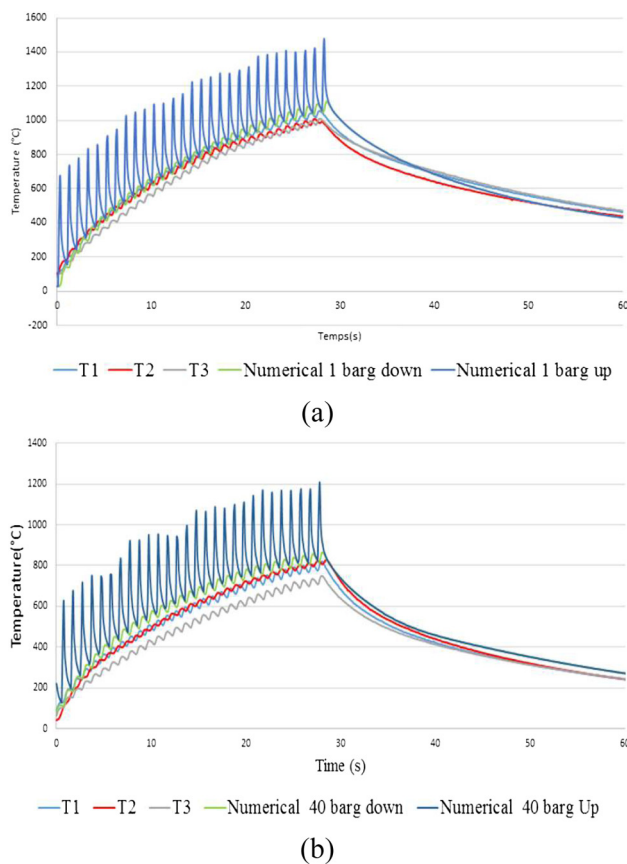 (a)
1600
1400
1200
1000
800
600
400
200
0
-200
Temperature (°C)
0 10 20 30 40 50 60
Temps(s)
T1 T2 T3 Numerical 1 barg down Numerical 1 barg up
(a)
1400
1200
1000
800
600
400
200
0
Temperature(°C)
0 10 20 30 40 50 60
Time (s)
T1 T2 T3 Numerical 40 barg down Numerical 40 barg Up
(b)